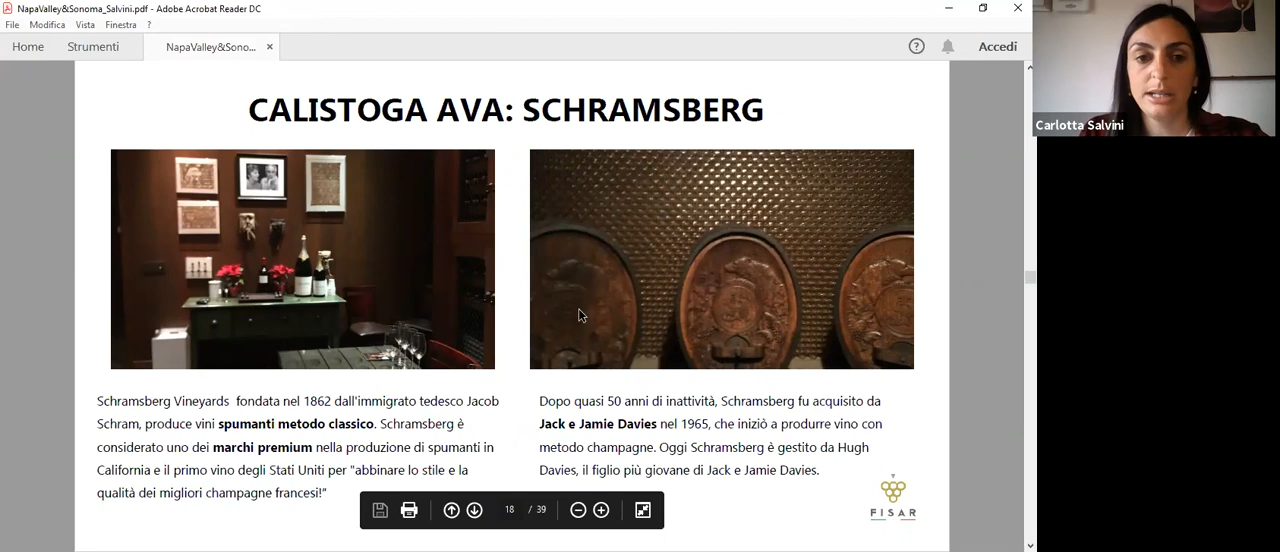 NapaValley&Sonoma_Salvini.pdf - Adobe Acrobat Reader DC
File Modifica Vista Finestra ?
Home Strumenti NapaValley&Sono... × Accedi
Carlotta Salvini
CALISTOGA AVA: SCHRAMSBERG
Schramsberg Vineyards fondata nel 1862 dall'immigrato tedesco Jacob
Schram, produce vini spumanti metodo classico. Schramsberg è
considerato uno dei marchi premium nella produzione di spumanti in
California e il primo vino degli Stati Uniti per "abbinare lo stile e la
qualità dei migliori champagne francesi!"
Dopo quasi 50 anni di inattività, Schramsberg fu acquisito da
Jack e Jamie Davies nel 1965, che iniziò a produrre vino con
metodo champagne. Oggi Schramsberg è gestito da Hugh
Davies, il figlio più giovane di Jack e Jamie Davies.
FISAR
18 / 39